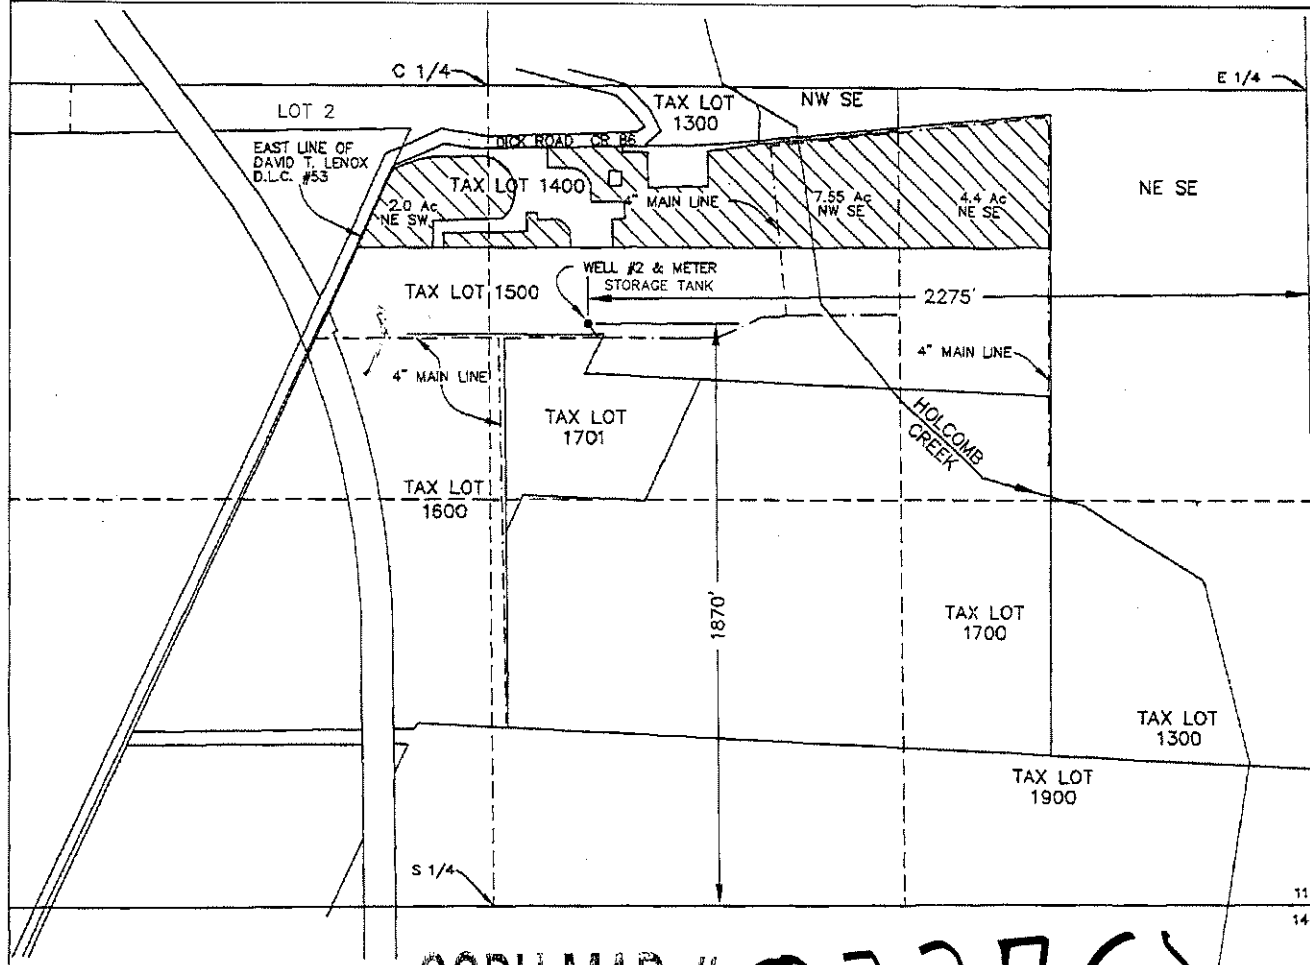 C 1/4
E 1/4
LOT 2
TAX LOT
1300
NW SE
DICK ROAD CR B6
EAST LINE OF
DAVID T. LENOX
D.L.C. #53
TAX LOT 1400
NE SE
2.0 Ac
NE SW
4" MAIN LINE
7.55 Ac
NW SE
4.4 Ac
NE SE
WELL #2 & METER
STORAGE TANK
TAX LOT 1500
2275'
4" MAIN LINE
4" MAIN LINE
TAX LOT
1701
HOLCOMB
CREEK
TAX LOT
1600
1870'
TAX LOT
1700
TAX LOT
1300
TAX LOT
1900
S 1/4
11
14